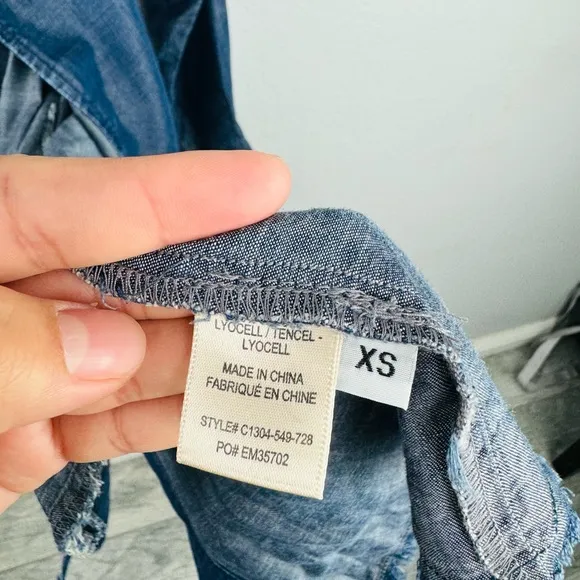 LYOCELL / TENCEL -
LYOCELL
MADE IN CHINA
FABRIQUÉ EN CHINE
STYLE# C1304-549-728
PO# EM35702
XS